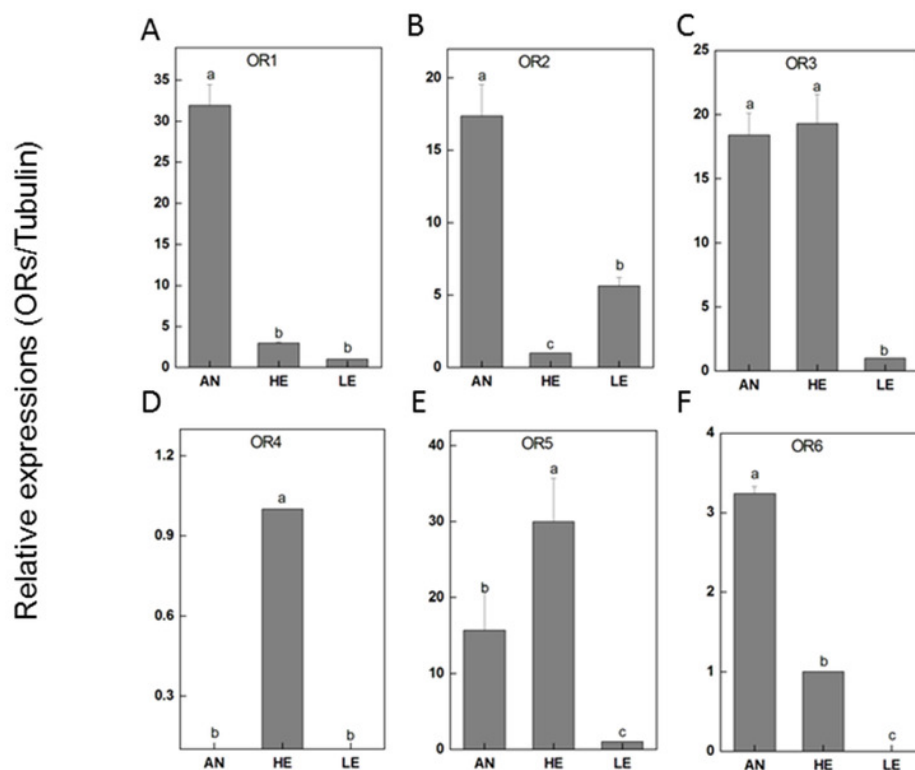 Relative expressions (ORs/Tubulin)
A
OR1
35
30
25
20
15
10
5
0
a
b
b
AN HE LE
B
OR2
20
15
10
5
0
a
c
b
AN HE LE
C
OR3
25
20
15
10
5
0
a
a
b
AN HE LE
D
OR4
1.2
0.9
0.6
0.3
b
a
b
AN HE LE
E
OR5
40
30
20
10
0
b
a
c
AN HE LE
F
OR6
4
3
2
1
0
a
b
c
AN HE LE